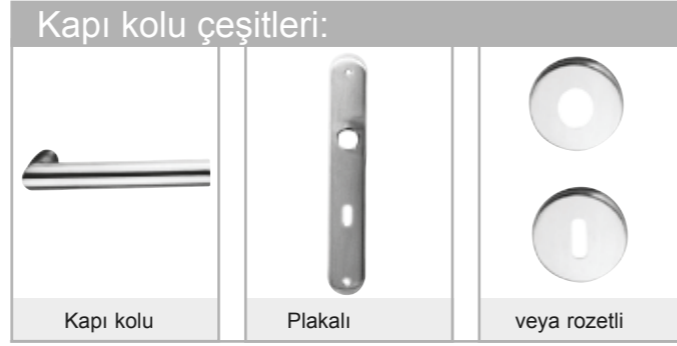 Kapı kolu çeşitleri:
Kapı kolu
Plakalı
veya rozetli